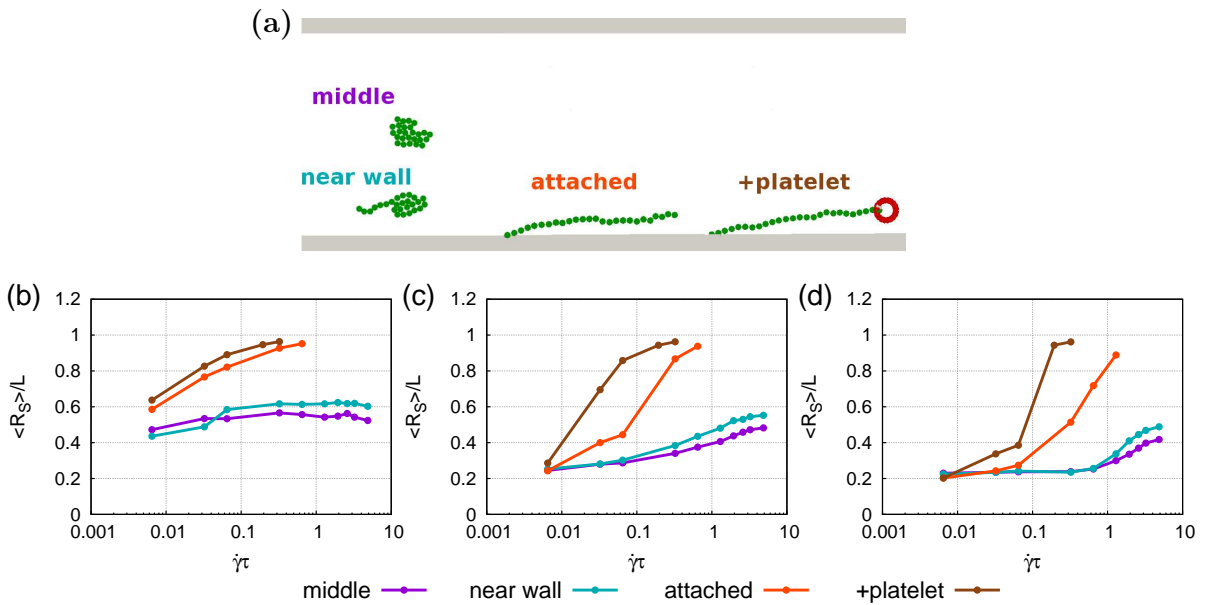 (a)
middle
near wall
attached
+platelet
(b)
(c)
(d)
<R_S>/L
1.2
1
0.8
0.6
0.4
0.2
0
0.001
0.01
0.1
1
10
γ̇τ
<R_S>/L
1.2
1
0.8
0.6
0.4
0.2
0
0.001
0.01
0.1
1
10
γ̇τ
<R_S>/L
1.2
1
0.8
0.6
0.4
0.2
0
0.001
0.01
0.1
1
10
γ̇τ
middle near wall attached +platelet